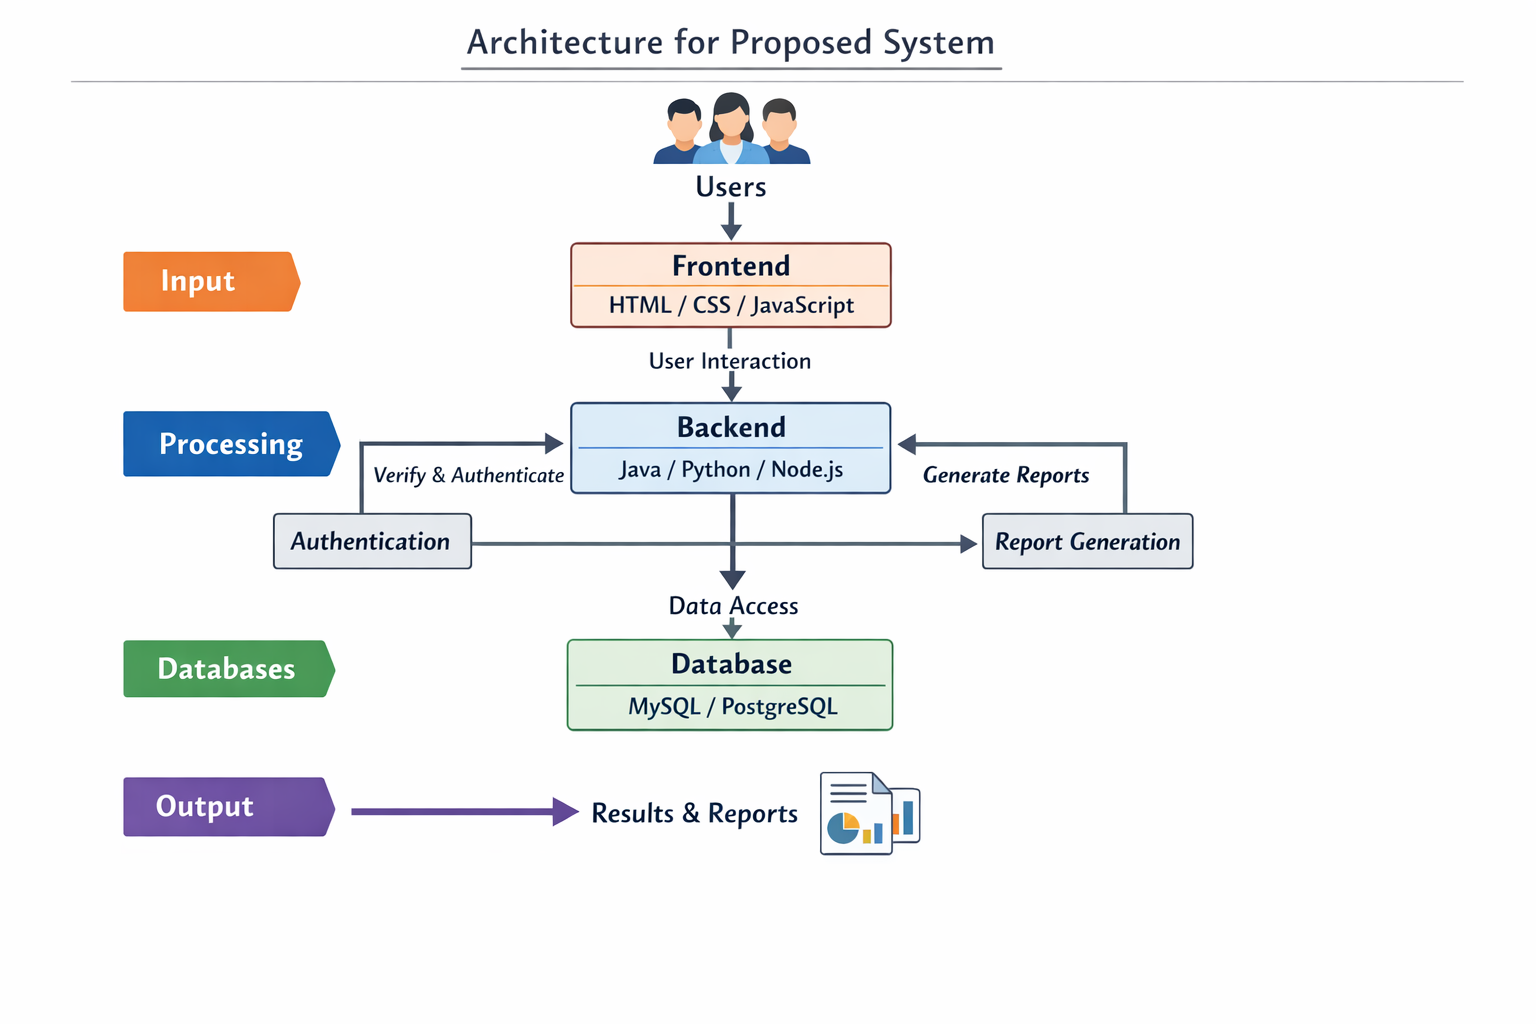 Architecture for Proposed System
Users
Input
Frontend
HTML / CSS / JavaScript
User Interaction
Processing
Backend
Java / Python / Node.js
Verify & Authenticate
Generate Reports
Authentication
Report Generation
Data Access
Databases
Database
MySQL / PostgreSQL
Output
Results & Reports